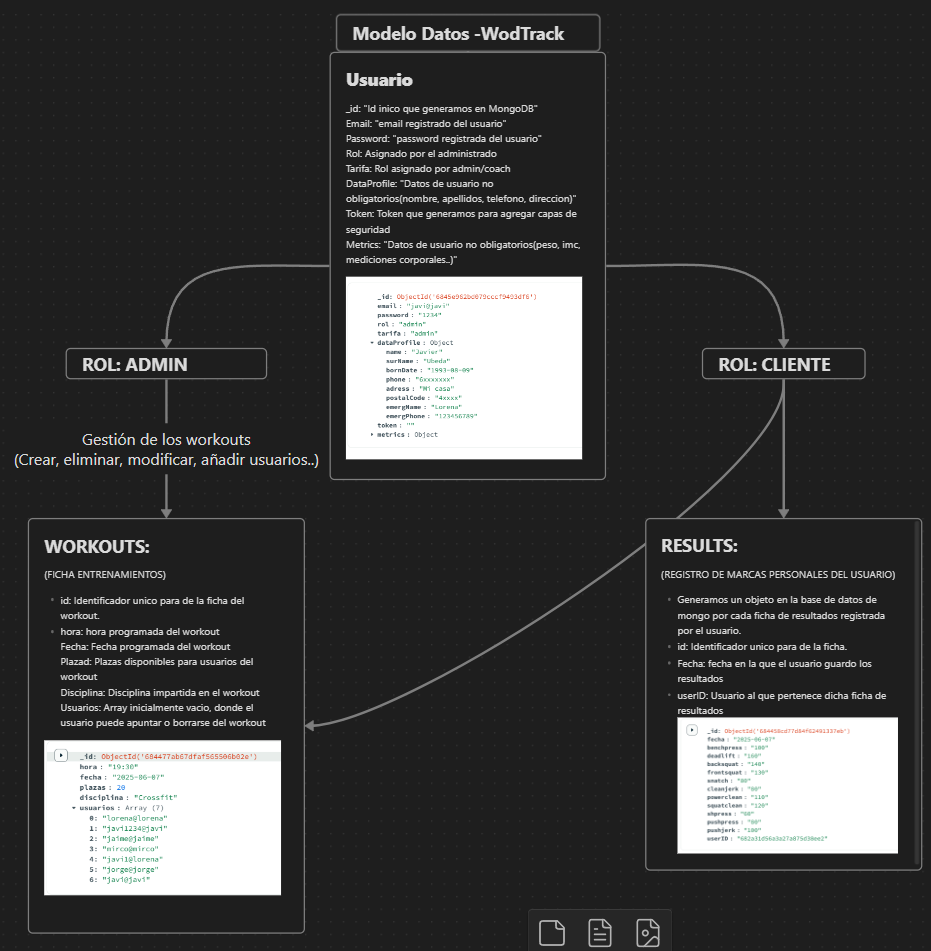 Modelo Datos -WodTrack
Usuario
_id: "Id inico que generamos en MongoDB"
Email: "email registrado del usuario"
Password: "password registrada del usuario"
Rol: Asignado por el administrado
Tarifa: Rol asignado por admin/coach
DataProfile: "Datos de usuario no
obligatorios(nombre, apellidos, telefono, direccion)"
Token: Token que generamos para agregar capas de
seguridad
Metrics: "Datos de usuario no obligatorios(peso, imc,
mediciones corporales..)"
email : "javi@javi"
password : "1234"
rol : "admin"
tarifa : "admin"
dataProfile : Object
name : "Javier"
surName : "Ubeda"
bornDate : "1993-08-09"
phone : "6xxxxxxx"
adress : "Mi casa"
postalCode : "4xxxx"
emergName : "Lorena"
emergPhone : "123456789"
token : ""
metrics : Object
ROL: ADMIN
Gestión de los workouts
(Crear, eliminar, modificar, añadir usuarios..)
ROL: CLIENTE
WORKOUTS:
(FICHA ENTRENAMIENTOS)
id: Identificador unico para de la ficha del
workout.
hora: hora programada del workout
Fecha: Fecha programada del workout
Plazad: Plazas disponibles para usuarios del
workout
Disciplina: Disciplina impartida en el workout
Usuarios: Array inicialmente vacio, donde el
usuario puede apuntar o borrarse del workout
_id: ObjectId('684477ab67dfaf565506b02e')
hora : "19:30"
fecha : "2025-06-07"
plazas : 20
disciplina : "Crossfit"
usuarios : Array (7)
0: "lorena@lorena"
1: "javi1234@javi"
2: "jaime@jaime"
3: "mirco@mirco"
4: "javi1@lorena"
5: "jorge@jorge"
6: "javi@javi"
RESULTS:
(REGISTRO DE MARCAS PERSONALES DEL USUARIO)
Generamos un objeto en la base de datos de
mongo por cada ficha de resultados registrada
por el usuario.
id: Identificador unico para de la ficha.
Fecha: fecha en la que el usuario guardo los
resultados
userID: Usuario al que pertenece dicha ficha de
resultados
fecha : "2025-06-07"
benchpress : "100"
deadlift : "160"
backsquat : "140"
frontsquat : "130"
snatch : "80"
cleanjerk : "90"
powerclean : "110"
squatclean : "120"
shpress : "60"
pushpress : "80"
pushjerk : "100"